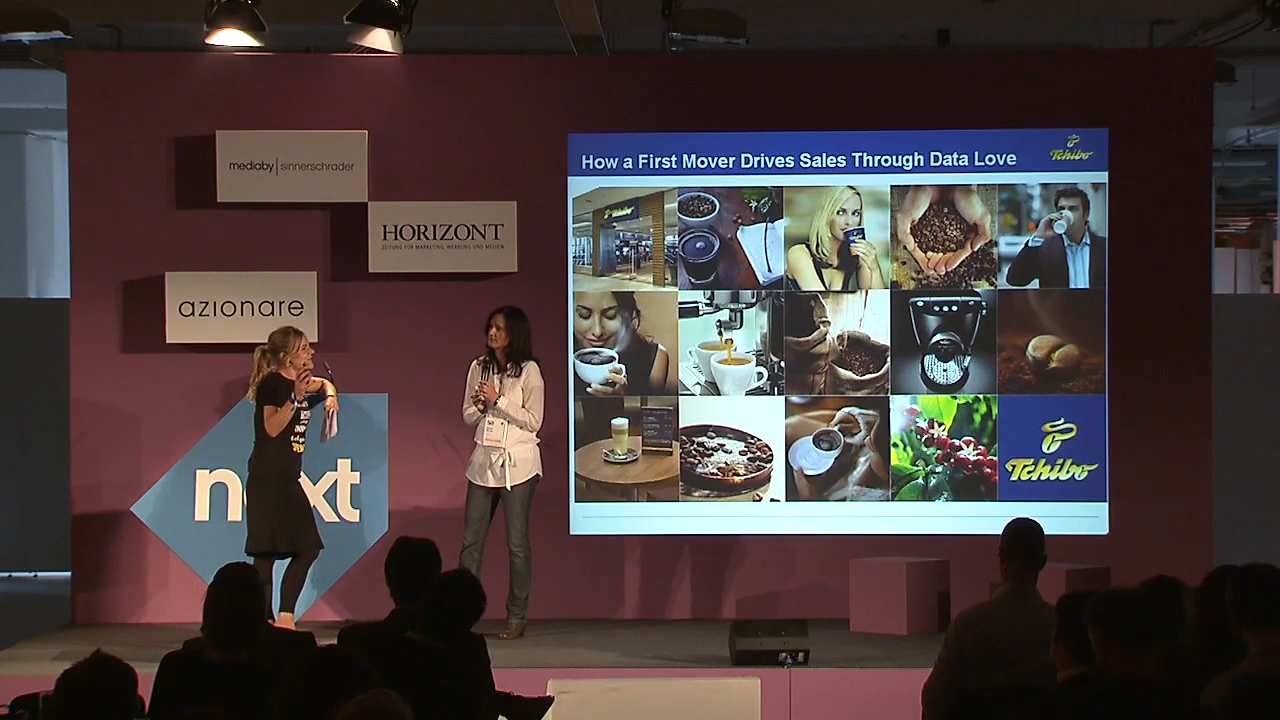 mediaby|sinnerschrader
HORIZONT
ZEITUNG FÜR MARKETING, WERBUNG UND MEDIEN
azionare
next
How a First Mover Drives Sales Through Data Love
Tchibo
Tchibo
Tchibo